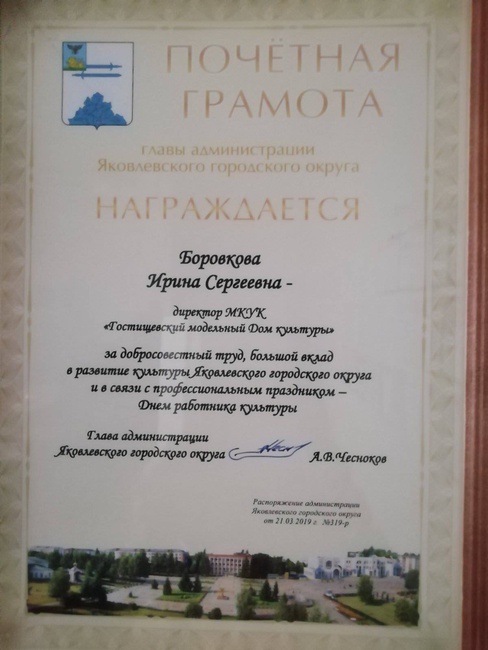 ПОЧЁТНАЯ
ГРАМОТА
главы администрации
Яковлевского городского округа
НАГРАЖДАЕТСЯ
Боровкова
Ирина Сергеевна -
директор МКУК
«Гостищевский модельный Дом культуры»
за добросовестный труд, большой вклад
в развитие культуры Яковлевского городского округа
и в связи с профессиональным праздником –
Днем работника культуры
Глава администрации
Яковлевского городского округа А.В.Чесноков
Распоряжение администрации
Яковлевского городского округа
от 21.03.2019 г. №319-р